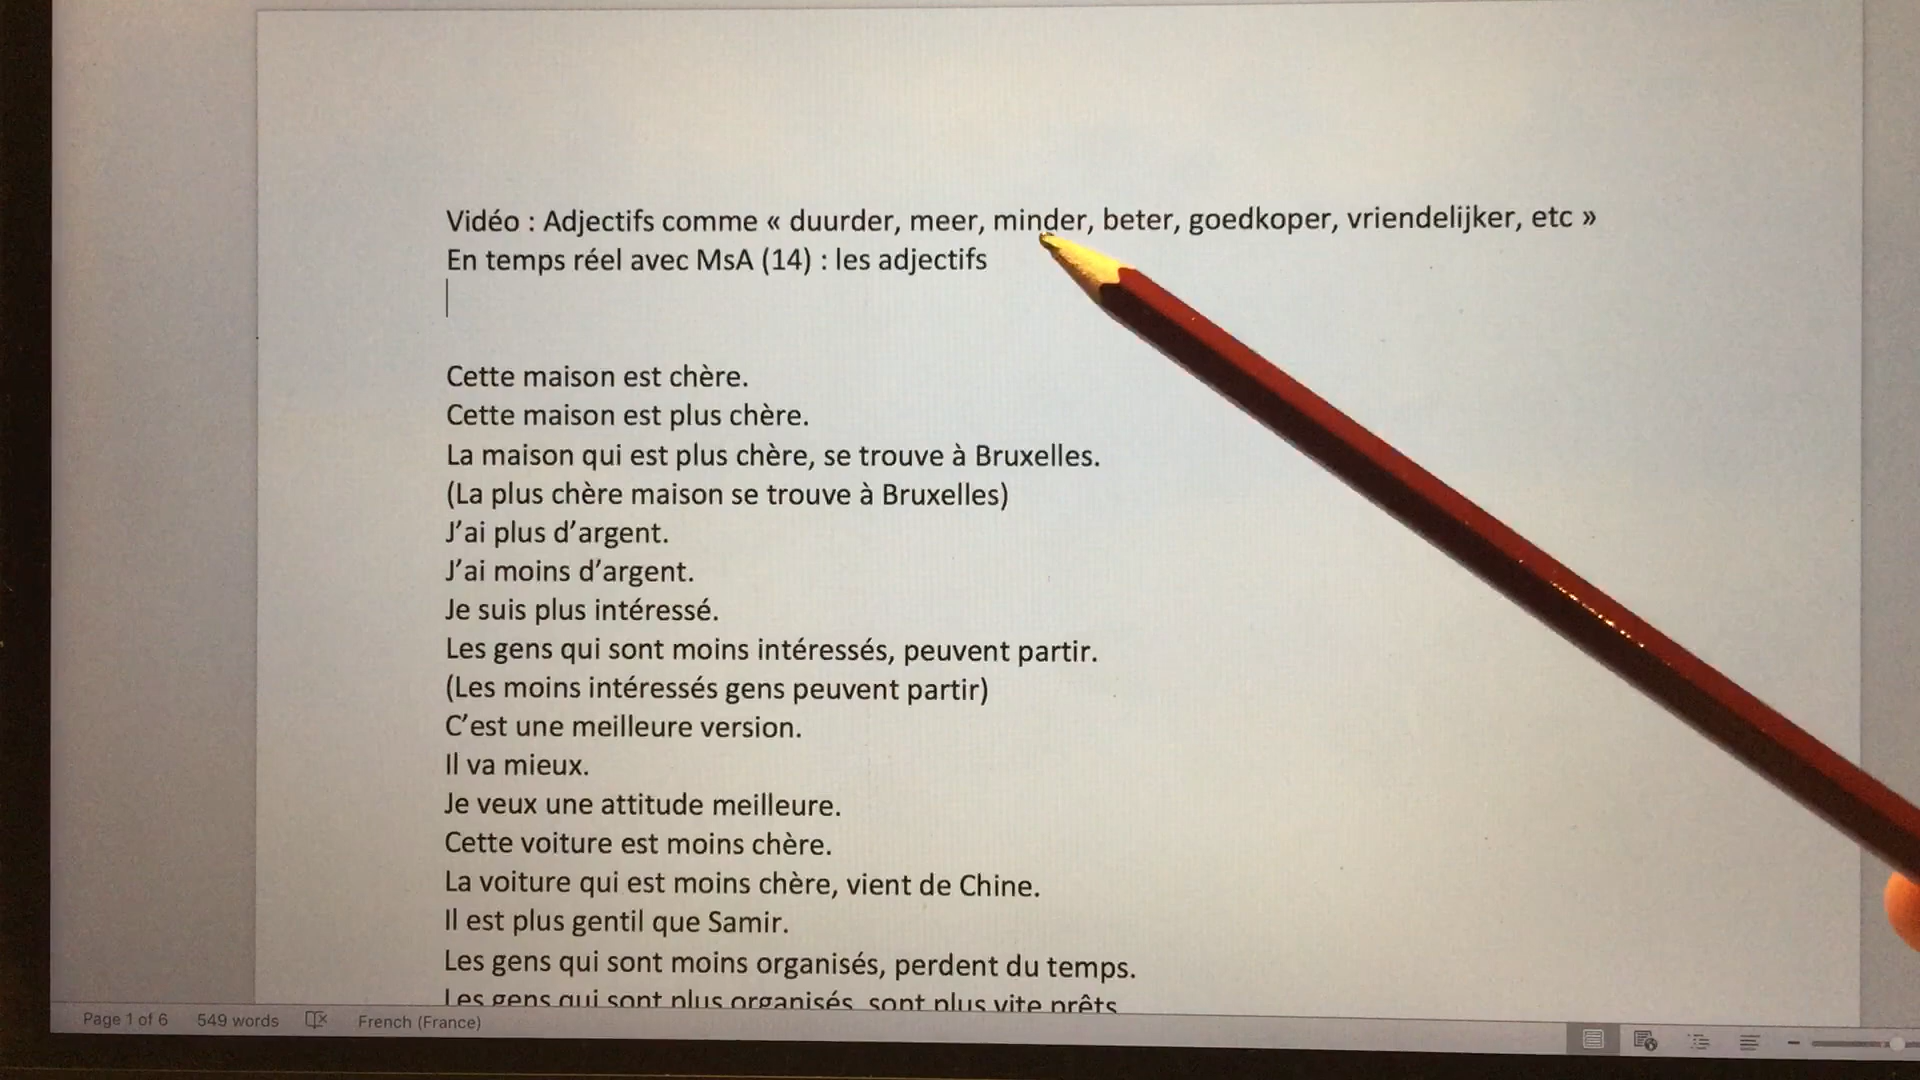 Vidéo : Adjectifs comme « duurder, meer, minder, beter, goedkoper, vriendelijker, etc »
En temps réel avec MsA (14) : les adjectifs
Cette maison est chère.
Cette maison est plus chère.
La maison qui est plus chère, se trouve à Bruxelles.
(La plus chère maison se trouve à Bruxelles)
J’ai plus d’argent.
J’ai moins d’argent.
Je suis plus intéressé.
Les gens qui sont moins intéressés, peuvent partir.
(Les moins intéressés gens peuvent partir)
C’est une meilleure version.
Il va mieux.
Je veux une attitude meilleure.
Cette voiture est moins chère.
La voiture qui est moins chère, vient de Chine.
Il est plus gentil que Samir.
Les gens qui sont moins organisés, perdent du temps.
Les gens qui sont plus organisés, sont plus vite prêts
Page 1 of 6 549 words French (France)